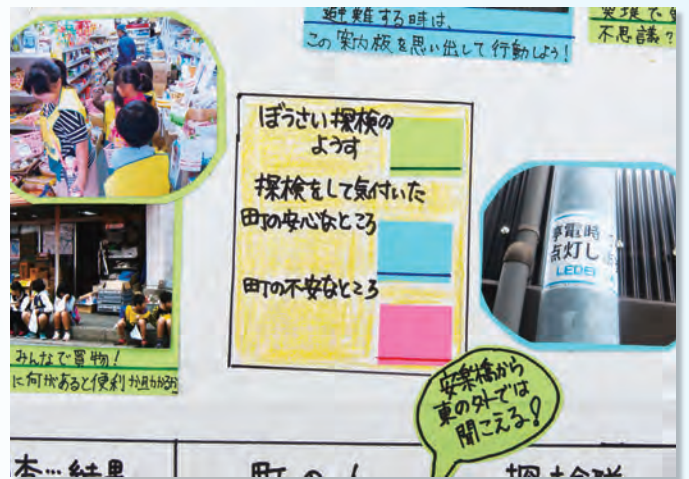 避難する時は、
この案内板を思い出して行動しよう!
不思議?
ぼうさい探検の
ようす
探検をして気付いた
町の安心なところ
町の不安なところ
停電時
点灯し
LED
みんなで買物!
に何があると便利か
安楽橋から
東の外では
聞こえる!
結果
町の
探検隊